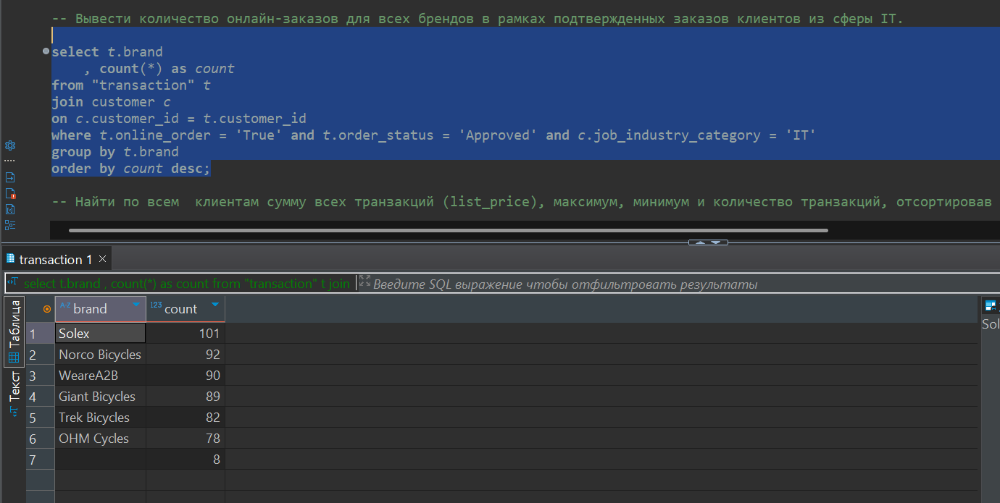 -- Вывести количество онлайн-заказов для всех брендов в рамках подтвержденных заказов клиентов из сферы IT.
select t.brand
, count(*) as count
from "transaction" t
join customer c
on c.customer_id = t.customer_id
where t.online_order = 'True' and t.order_status = 'Approved' and c.job_industry_category = 'IT'
group by t.brand
order by count desc;
-- Найти по всем  клиентам сумму всех транзакций (list_price), максимум, минимум и количество транзакций, отсортировав
transaction 1
select t.brand , count(*) as count from "transaction" t join
Введите SQL выражение чтобы отфильтровать результаты
Таблица
Текст
A-Z brand 123 count
1 Solex 101
2 Norco Bicycles 92
3 WeareA2B 90
4 Giant Bicycles 89
5 Trek Bicycles 82
6 OHM Cycles 78
7 8
Sol